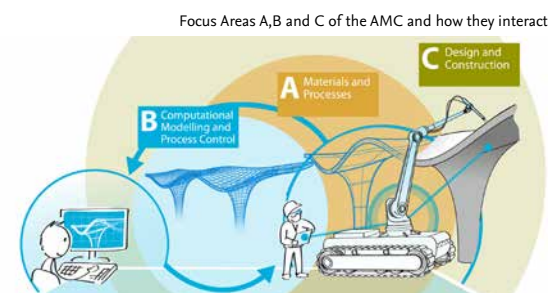 Focus Areas A,B and C of the AMC and how they interact
C Design and
Construction
A Materials and
Processes
B Computational
Modelling and
Process Control